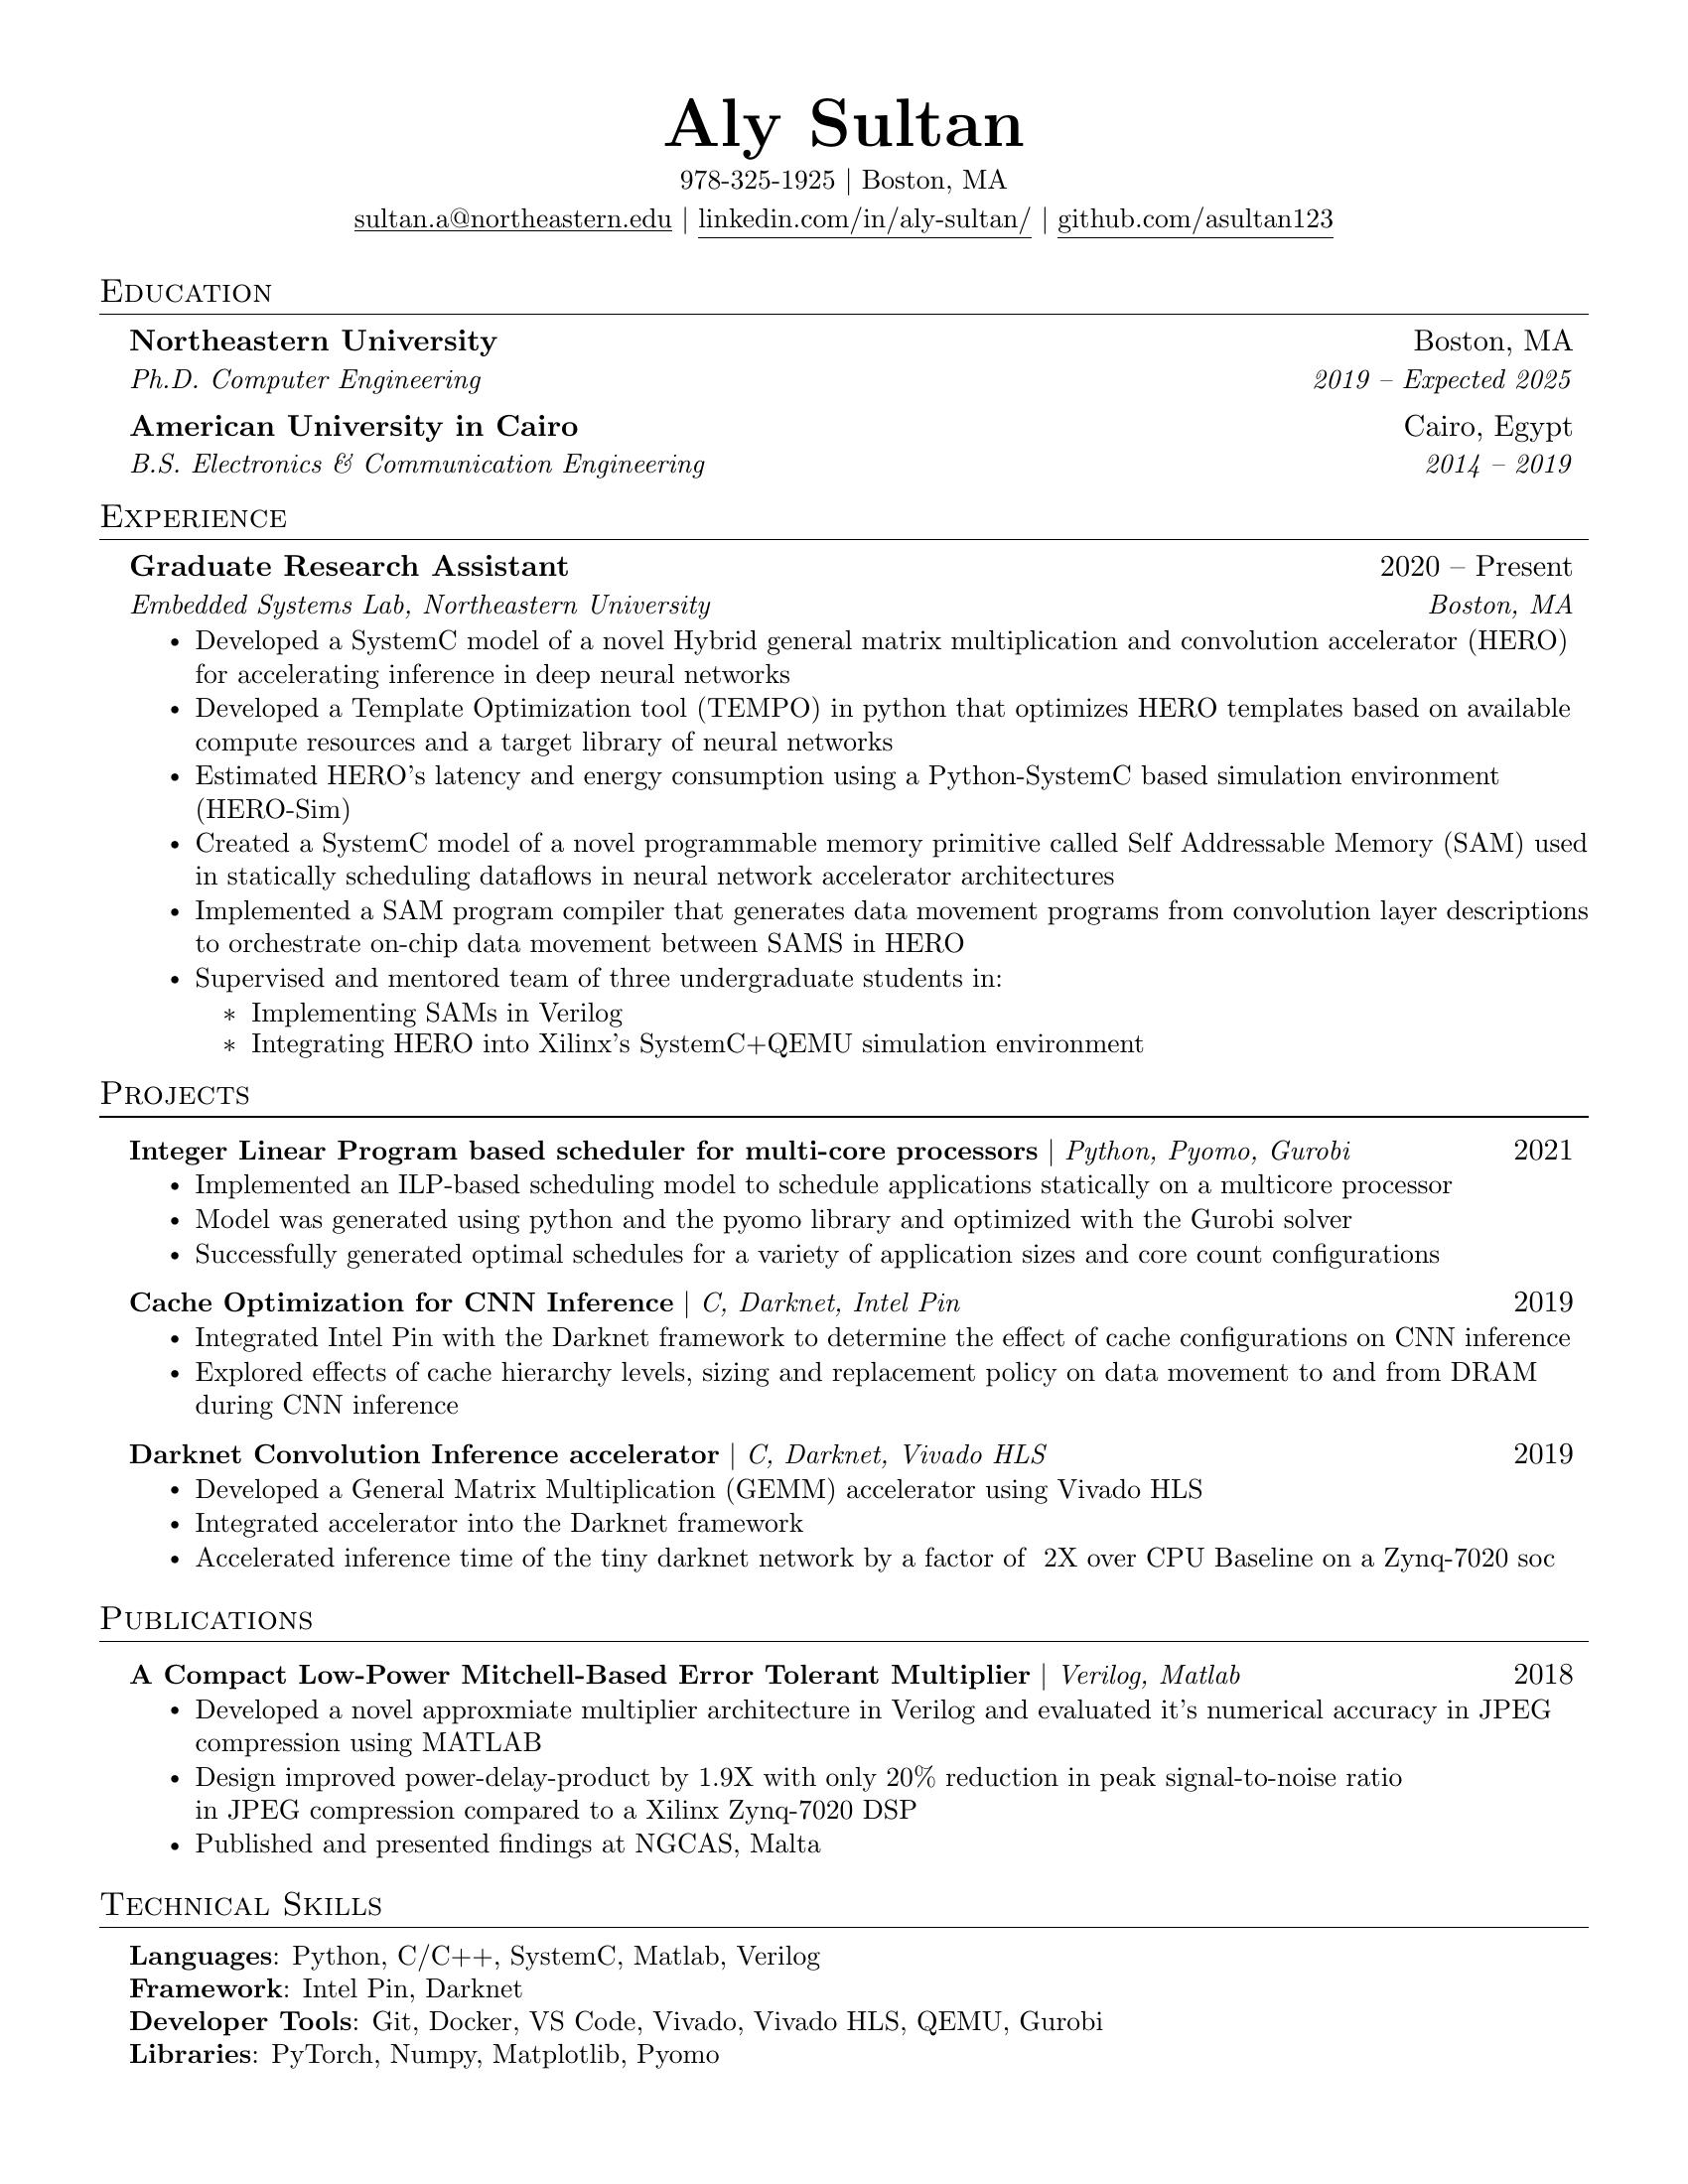 Aly Sultan
978-325-1925 | Boston, MA
sultan.a@northeastern.edu | linkedin.com/in/aly-sultan/ | github.com/asultan123
Education
Northeastern University Boston, MA
Ph.D. Computer Engineering 2019 – Expected 2025
American University in Cairo Cairo, Egypt
B.S. Electronics & Communication Engineering 2014 – 2019
Experience
Graduate Research Assistant 2020 – Present
Embedded Systems Lab, Northeastern University Boston, MA
• Developed a SystemC model of a novel Hybrid general matrix multiplication and convolution accelerator (HERO)
for accelerating inference in deep neural networks
• Developed a Template Optimization tool (TEMPO) in python that optimizes HERO templates based on available
compute resources and a target library of neural networks
• Estimated HERO's latency and energy consumption using a Python-SystemC based simulation environment
(HERO-Sim)
• Created a SystemC model of a novel programmable memory primitive called Self Addressable Memory (SAM) used
in statically scheduling dataflows in neural network accelerator architectures
• Implemented a SAM program compiler that generates data movement programs from convolution layer descriptions
to orchestrate on-chip data movement between SAMS in HERO
• Supervised and mentored team of three undergraduate students in:
∗ Implementing SAMs in Verilog
∗ Integrating HERO into Xilinx's SystemC+QEMU simulation environment
Projects
Integer Linear Program based scheduler for multi-core processors | Python, Pyomo, Gurobi 2021
• Implemented an ILP-based scheduling model to schedule applications statically on a multicore processor
• Model was generated using python and the pyomo library and optimized with the Gurobi solver
• Successfully generated optimal schedules for a variety of application sizes and core count configurations
Cache Optimization for CNN Inference | C, Darknet, Intel Pin 2019
• Integrated Intel Pin with the Darknet framework to determine the effect of cache configurations on CNN inference
• Explored effects of cache hierarchy levels, sizing and replacement policy on data movement to and from DRAM
during CNN inference
Darknet Convolution Inference accelerator | C, Darknet, Vivado HLS 2019
• Developed a General Matrix Multiplication (GEMM) accelerator using Vivado HLS
• Integrated accelerator into the Darknet framework
• Accelerated inference time of the tiny darknet network by a factor of 2X over CPU Baseline on a Zynq-7020 soc
Publications
A Compact Low-Power Mitchell-Based Error Tolerant Multiplier | Verilog, Matlab 2018
• Developed a novel approxmiate multiplier architecture in Verilog and evaluated it's numerical accuracy in JPEG
compression using MATLAB
• Design improved power-delay-product by 1.9X with only 20% reduction in peak signal-to-noise ratio
in JPEG compression compared to a Xilinx Zynq-7020 DSP
• Published and presented findings at NGCAS, Malta
Technical Skills
Languages: Python, C/C++, SystemC, Matlab, Verilog
Framework: Intel Pin, Darknet
Developer Tools: Git, Docker, VS Code, Vivado, Vivado HLS, QEMU, Gurobi
Libraries: PyTorch, Numpy, Matplotlib, Pyomo